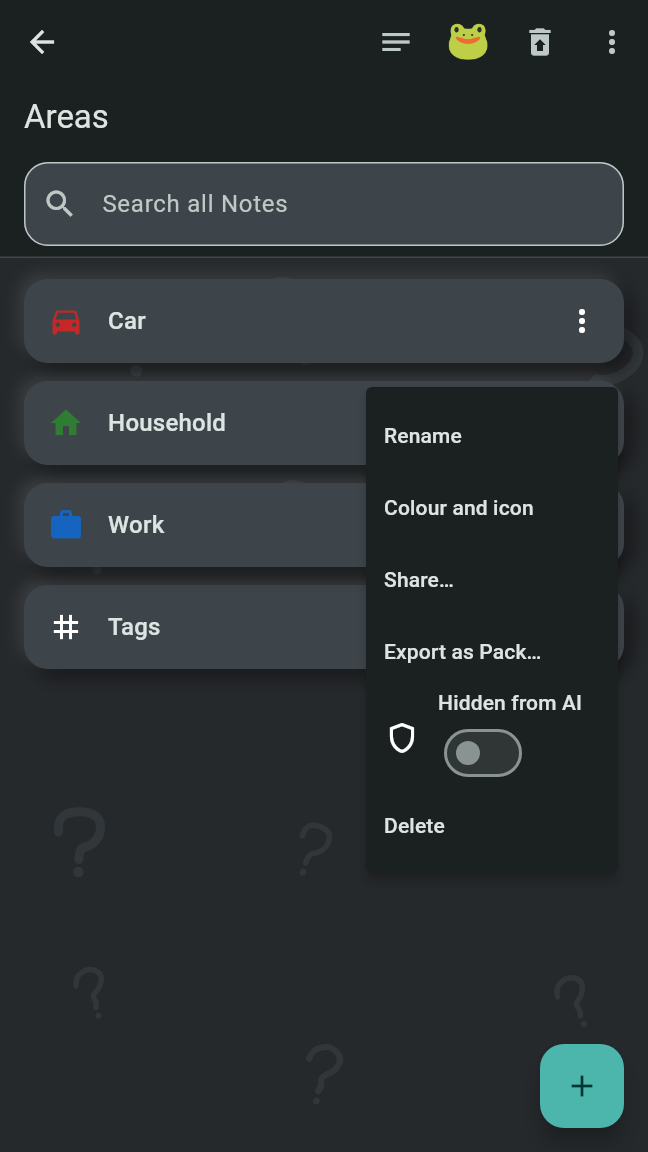 Areas
Search all Notes
Car
Household
Work
Tags
Rename
Colour and icon
Share…
Export as Pack…
Hidden from AI
Delete